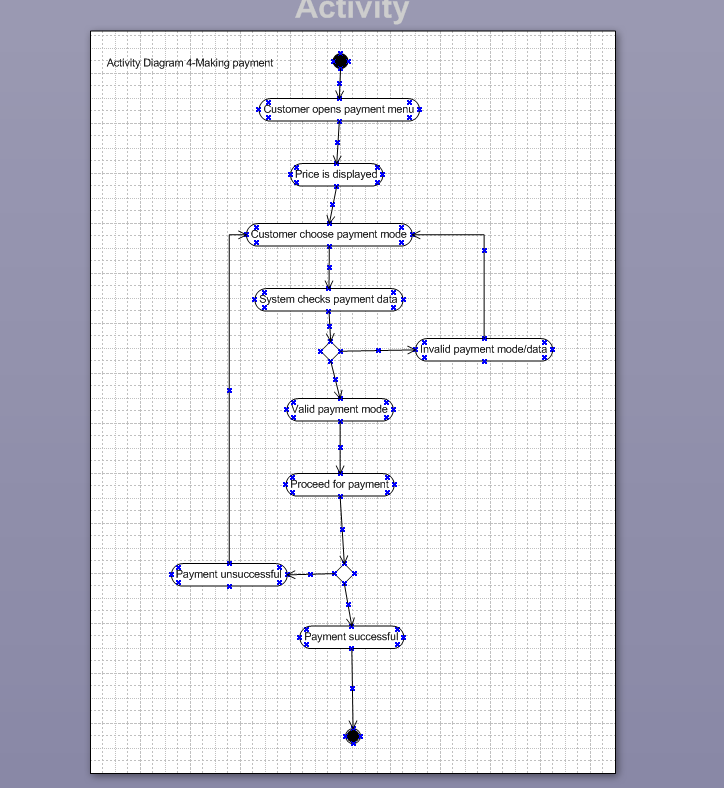 Activity
Activity Diagram 4-Making payment
Customer opens payment menu
Price is displayed
Customer choose payment mode
System checks payment data
Invalid payment mode/data
Valid payment mode
Proceed for payment
Payment unsuccessful
Payment successful